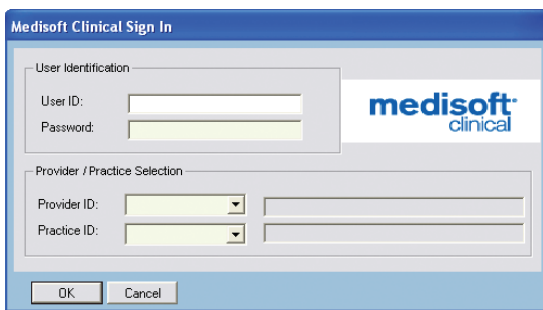 Medisoft Clinical Sign In
User Identification
User ID:
Password:
medisoft
clinical
Provider / Practice Selection
Provider ID:
Practice ID:
OK Cancel